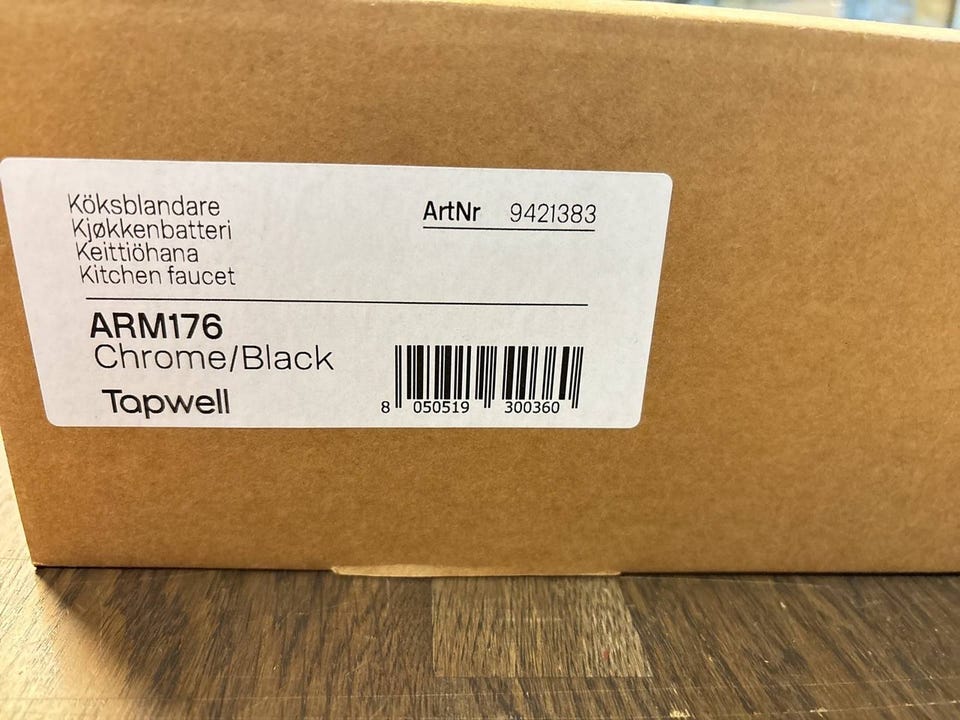 Köksblandare
Kjøkkenbatteri
Keittiöhana
Kitchen faucet
ArtNr 9421383
ARM176
Chrome/Black
Tapwell
8 050519 300360